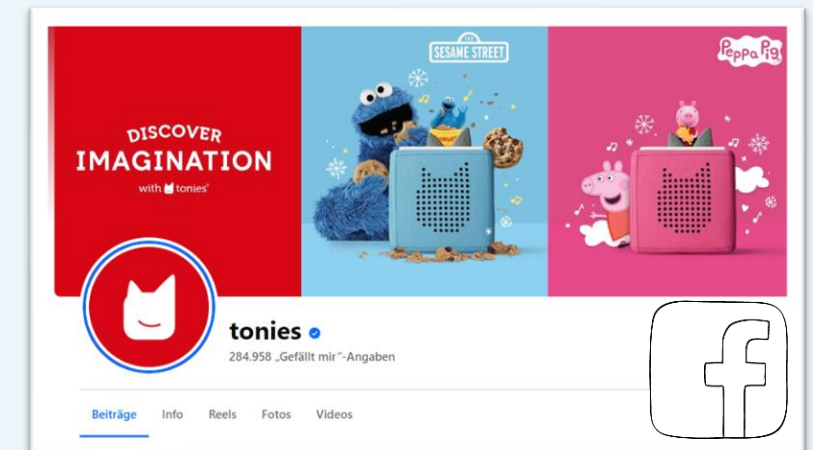 DISCOVER
IMAGINATION
with tonies®
SESAME STREET
Peppa Pig
tonies
284.958 „Gefällt mir“-Angaben
Beiträge Info Reels Fotos Videos